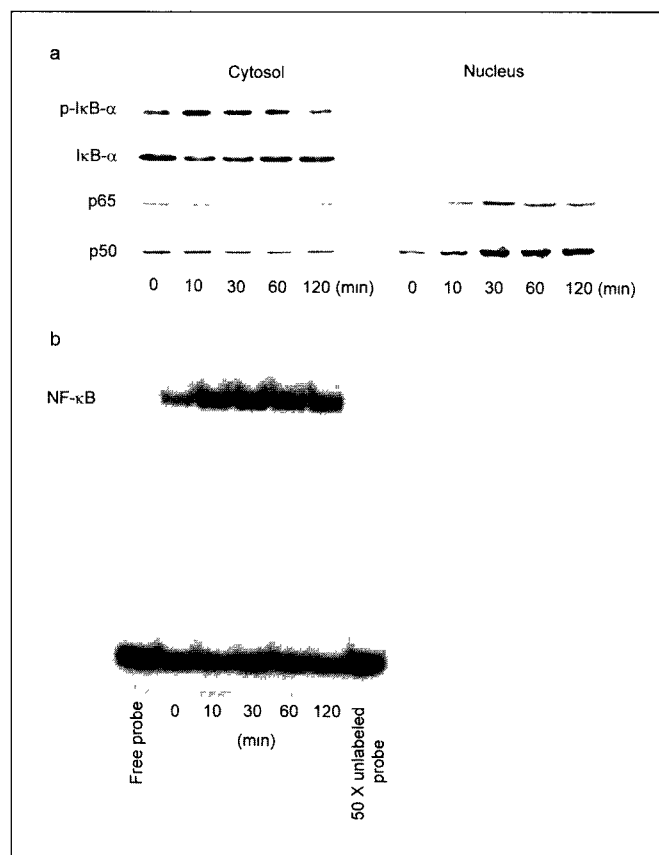 a
Cytosol Nucleus
p-IκB-α
IκB-α
p65
p50
0 10 30 60 120 (min) 0 10 30 60 120 (min)
b
NF-κB
Free probe 0 10 30 60 120 50 X unlabeled probe
(min)